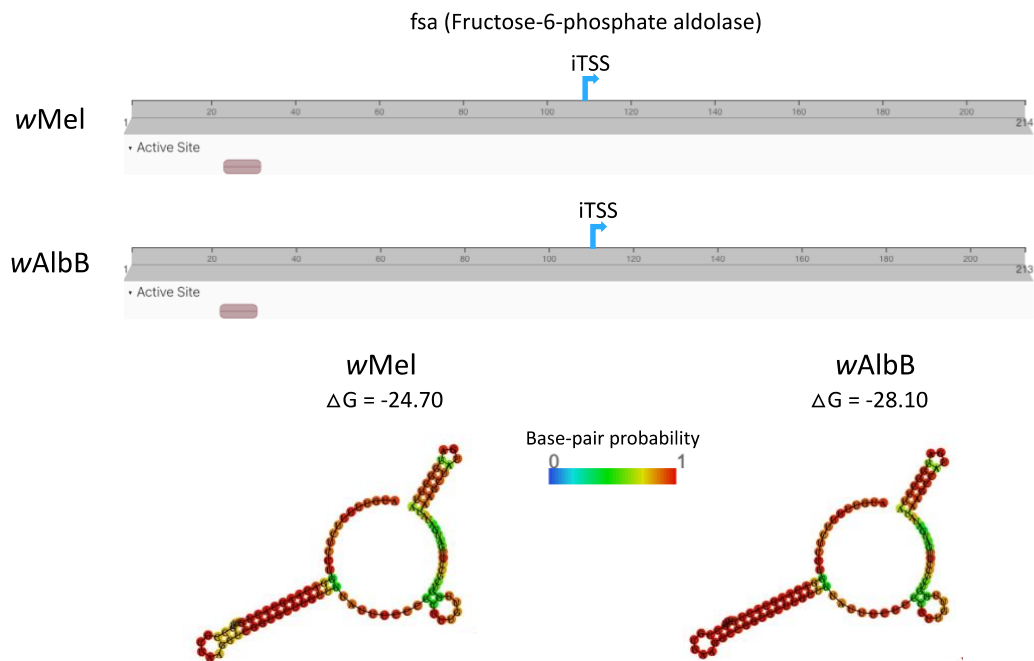 fsa (Fructose-6-phosphate aldolase)
iTSS
wMel
1 20 40 60 80 100 120 140 160 180 200 214
Active Site
iTSS
wAlbB
1 20 40 60 80 100 120 140 160 180 200 213
Active Site
wMel wAlbB
△G = -24.70 △G = -28.10
Base-pair probability
0 1